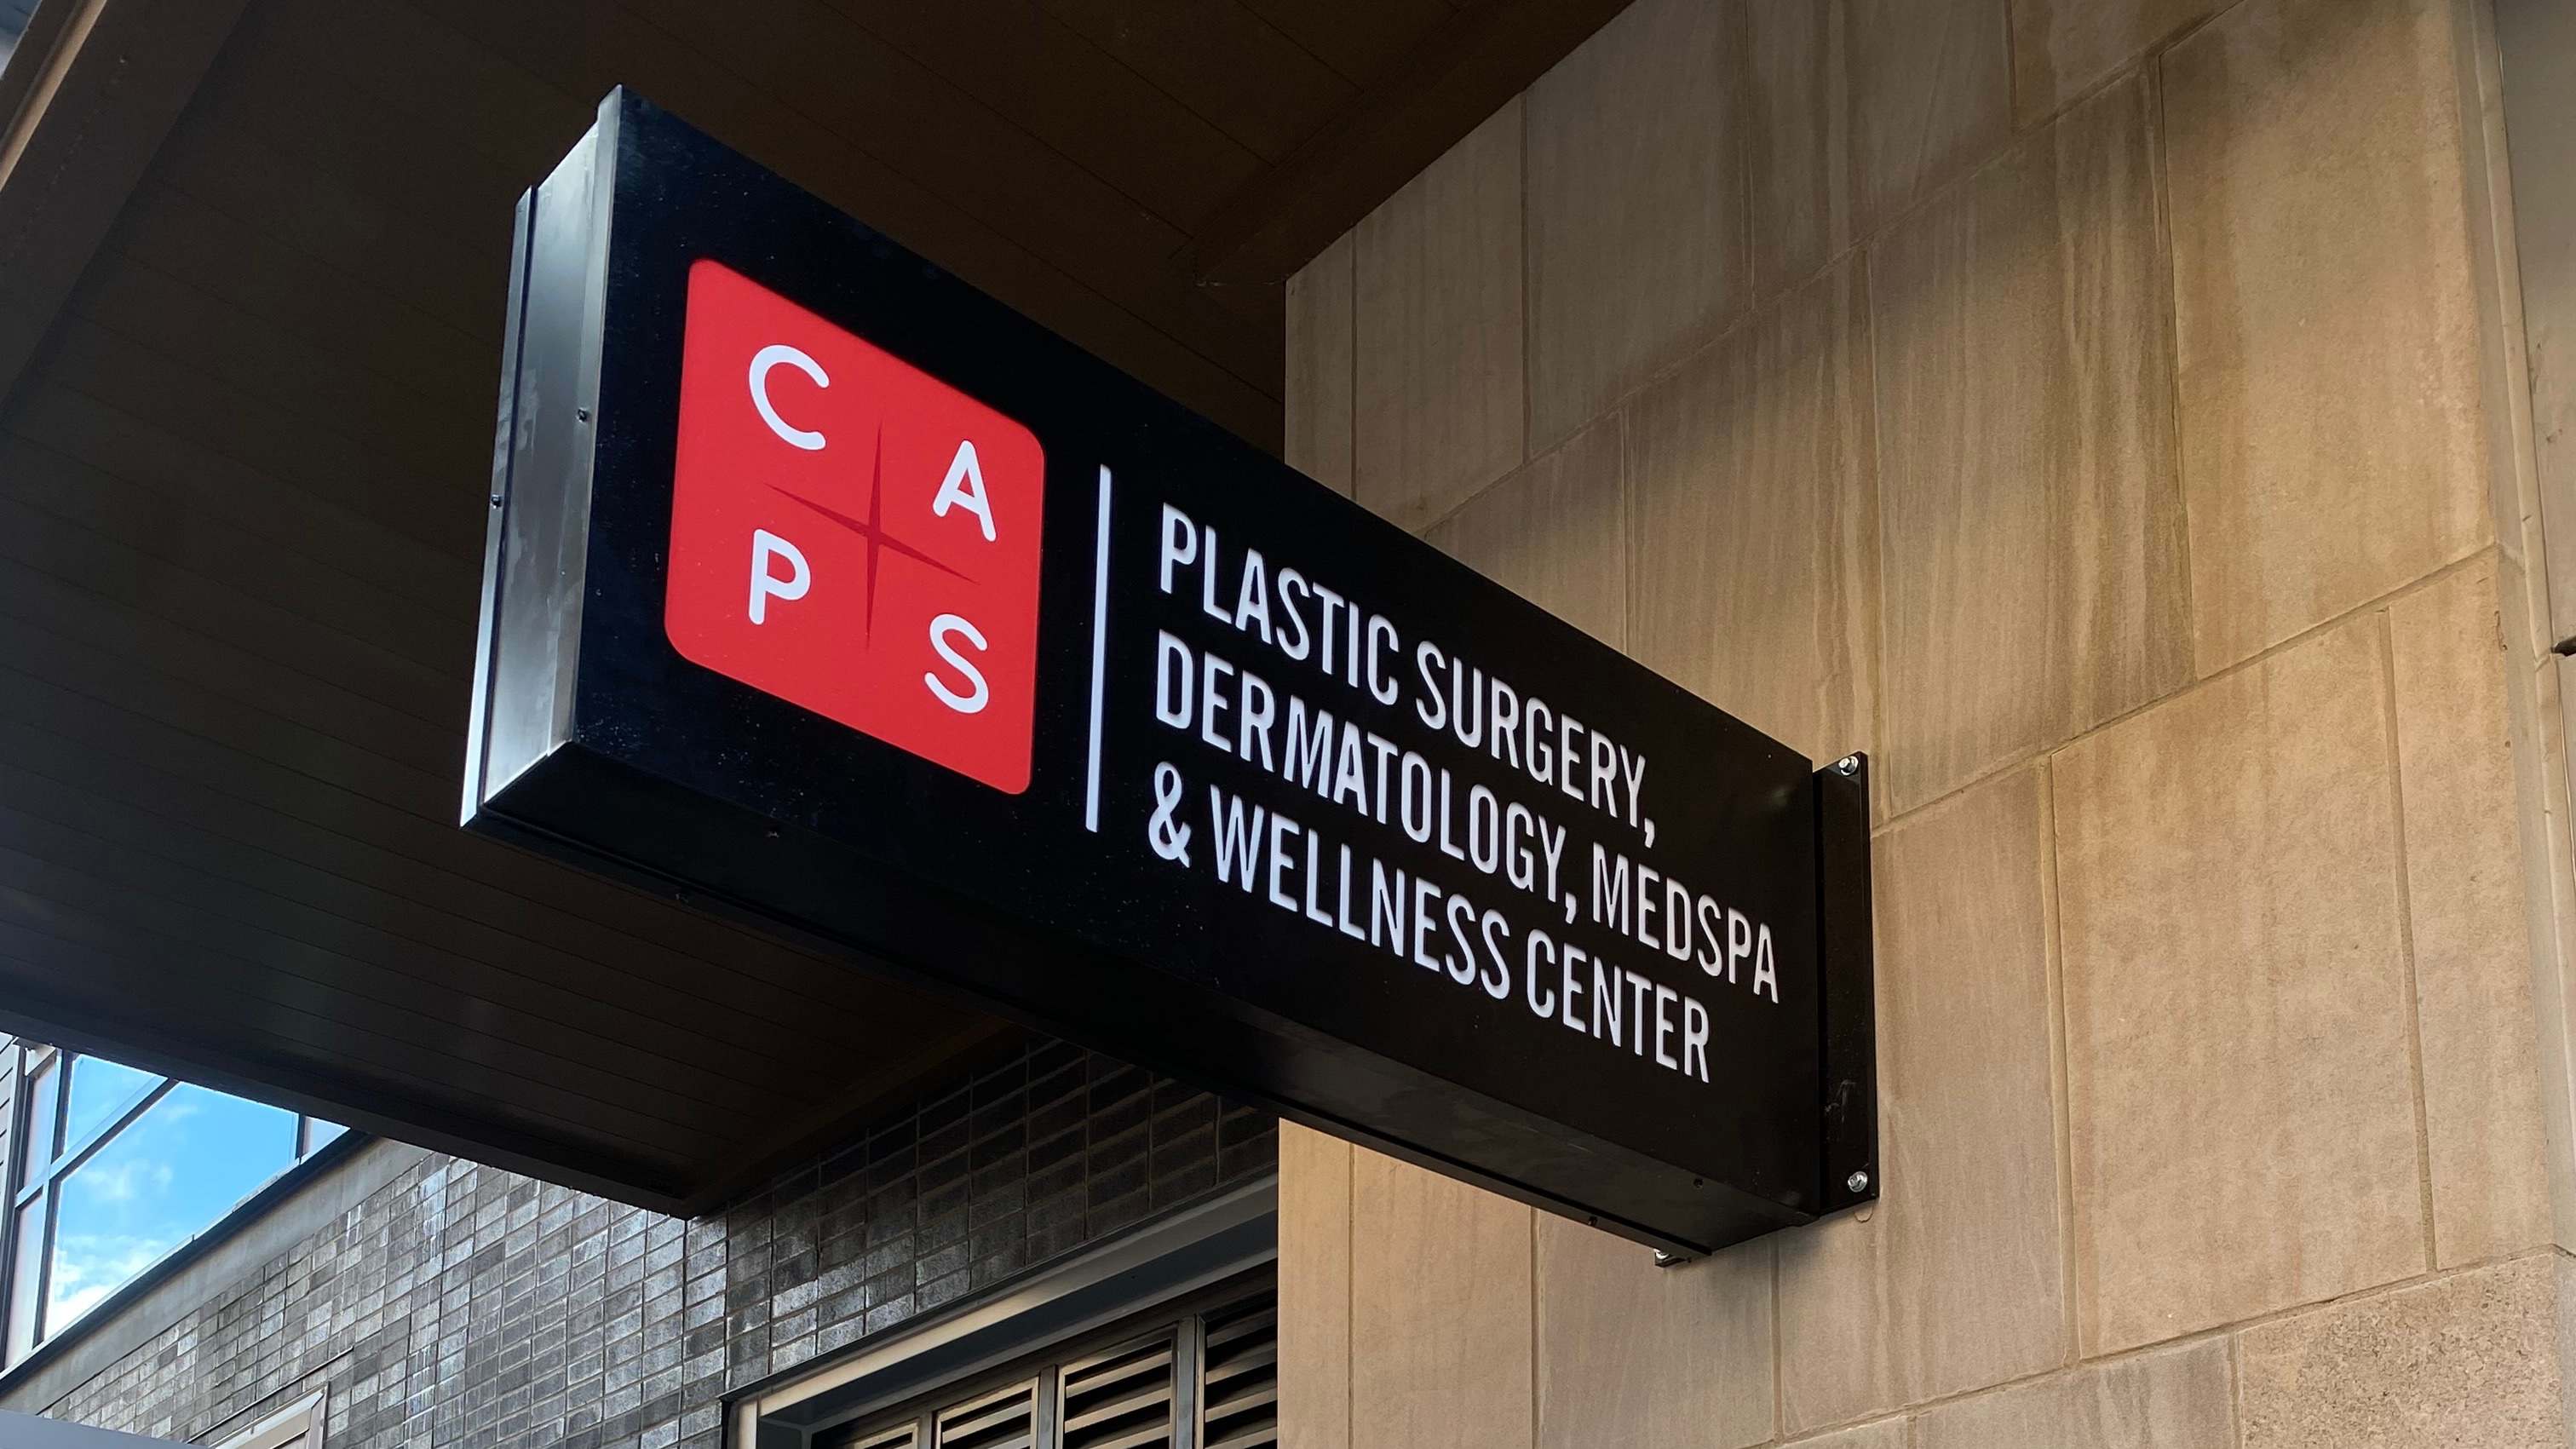 C A
P S
PLASTIC SURGERY,
DERMATOLOGY, MEDSPA
& WELLNESS CENTER